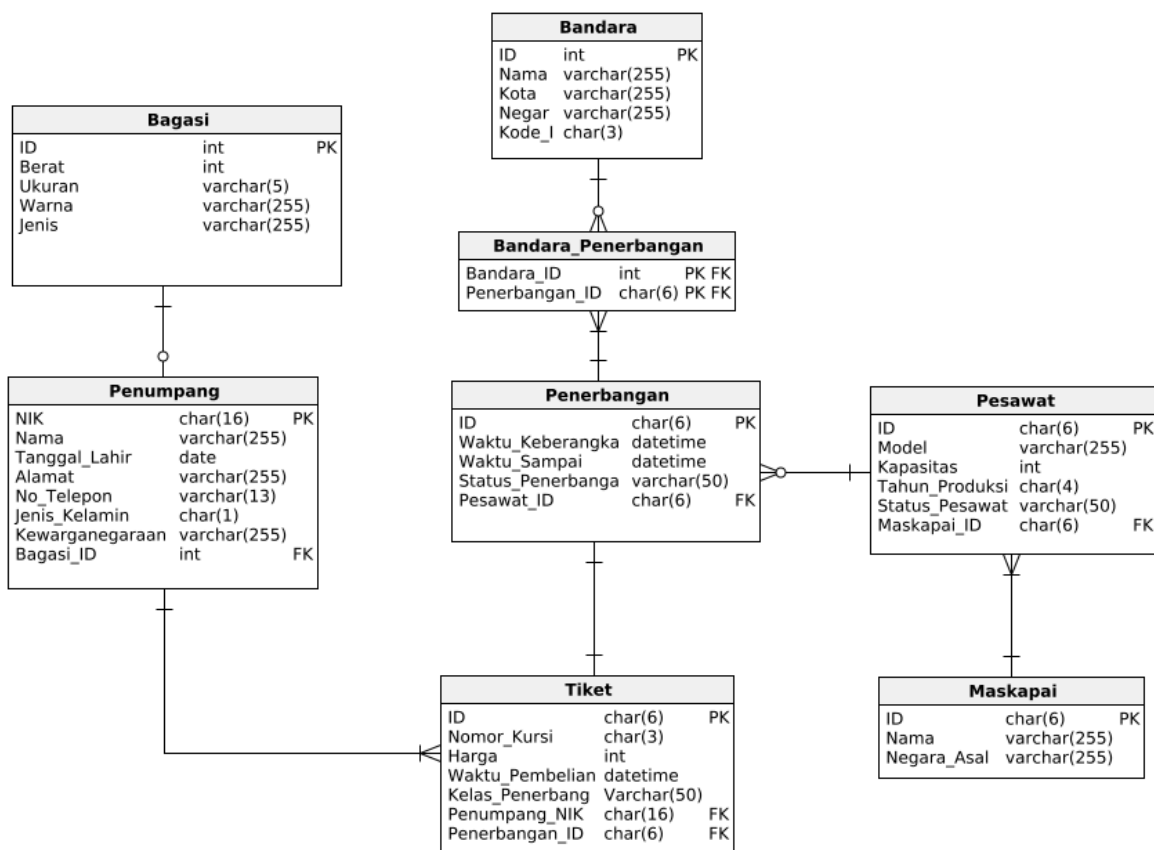 Bandara
ID int PK
Nama varchar(255)
Kota varchar(255)
Negar varchar(255)
Kode_I char(3)
Bagasi
ID int PK
Berat int
Ukuran varchar(5)
Warna varchar(255)
Jenis varchar(255)
Bandara_Penerbangan
Bandara_ID int PK FK
Penerbangan_ID char(6) PK FK
Penumpang
NIK char(16) PK
Nama varchar(255)
Tanggal_Lahir date
Alamat varchar(255)
No_Telepon varchar(13)
Jenis_Kelamin char(1)
Kewarganegaraan varchar(255)
Bagasi_ID int FK
Penerbangan
ID char(6) PK
Waktu_Keberangka datetime
Waktu_Sampai datetime
Status_Penerbanga varchar(50)
Pesawat_ID char(6) FK
Pesawat
ID char(6) PK
Model varchar(255)
Kapasitas int
Tahun_Produksi char(4)
Status_Pesawat varchar(50)
Maskapai_ID char(6) FK
Tiket
ID char(6) PK
Nomor_Kursi char(3)
Harga int
Waktu_Pembelian datetime
Kelas_Penerbang Varchar(50)
Penumpang_NIK char(16) FK
Penerbangan_ID char(6) FK
Maskapai
ID char(6) PK
Nama varchar(255)
Negara_Asal varchar(255)